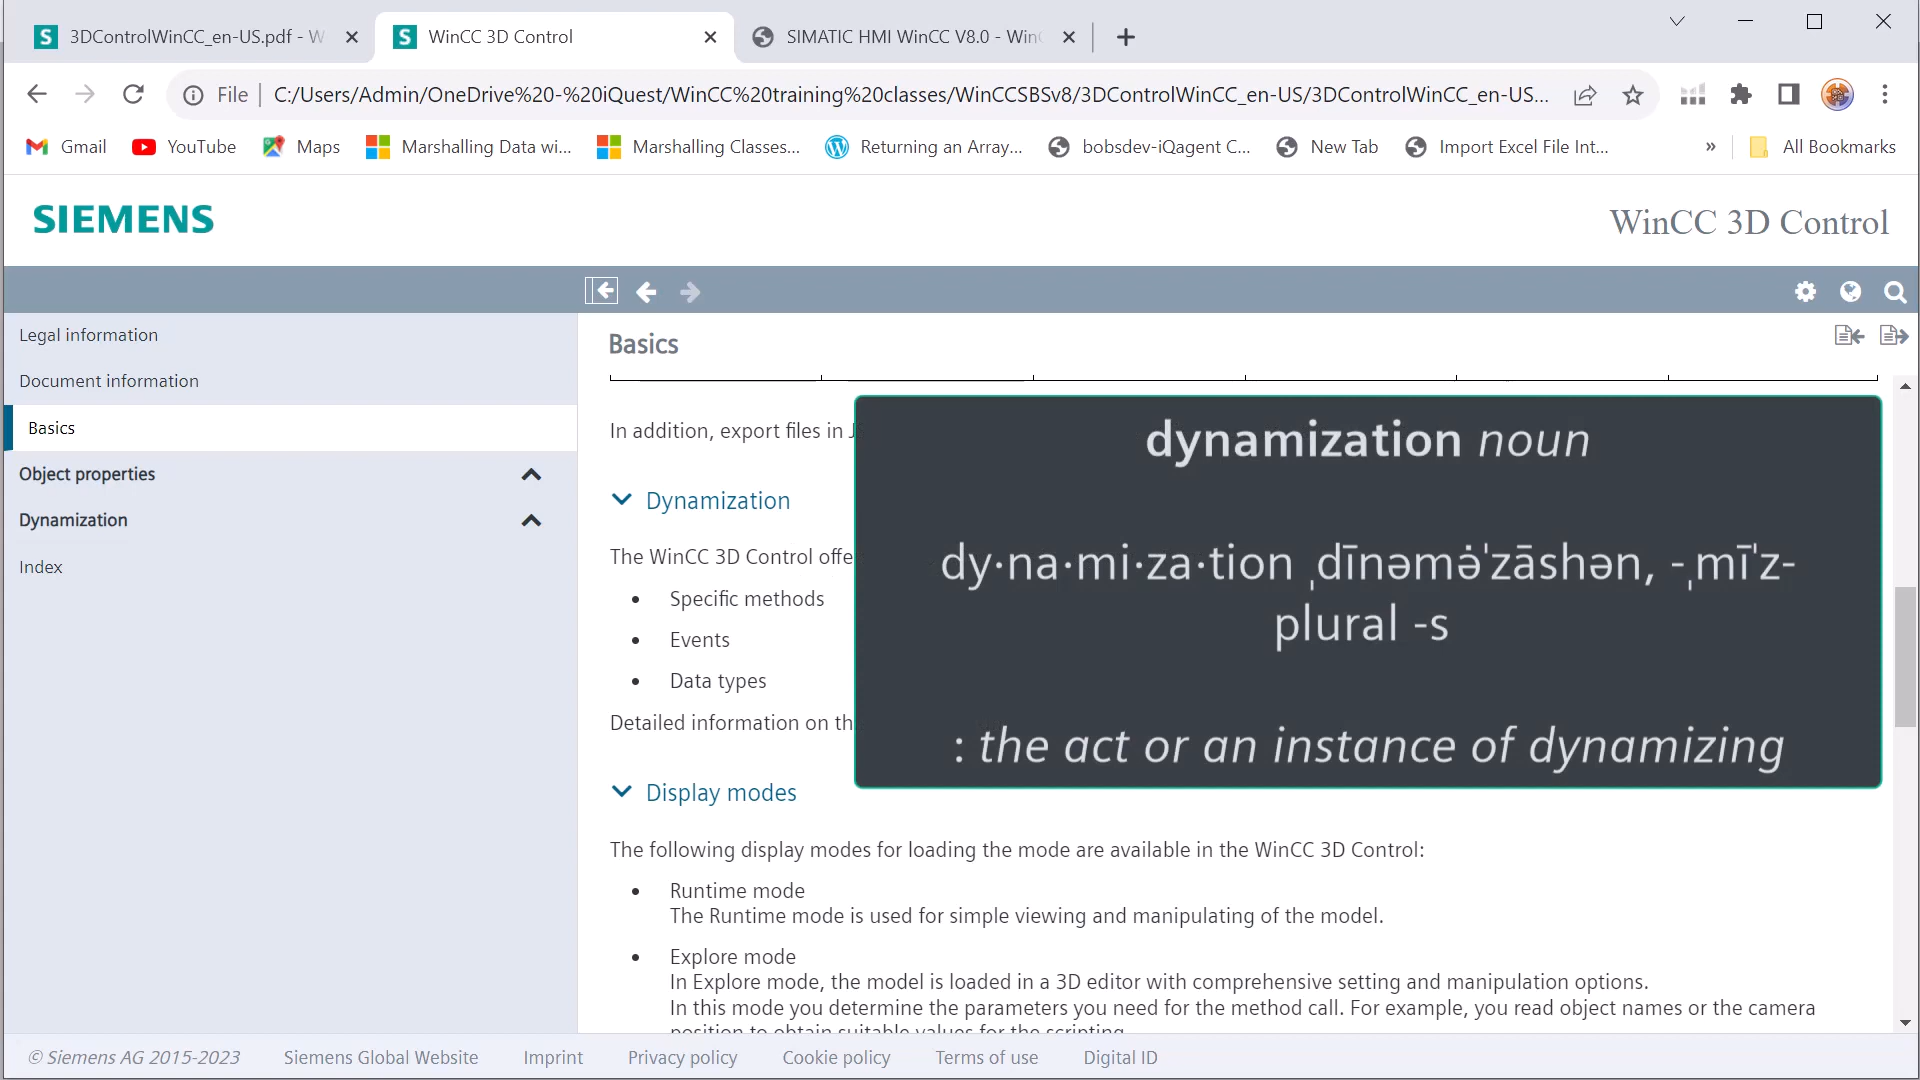 3DControlWinCC_en-US.pdf - W
WinCC 3D Control
SIMATIC HMI WinCC V8.0 - Win
File
C:/Users/Admin/OneDrive%20-%20iQuest/WinCC%20training%20classes/WinCCSBSv8/3DControlWinCC_en-US/3DControlWinCC_en-US...
Gmail
YouTube
Maps
Marshalling Data wi...
Marshalling Classes...
Returning an Array...
bobsdev-iQagent C...
New Tab
Import Excel File Int...
»
All Bookmarks
SIEMENS
WinCC 3D Control
Legal information
Document information
Basics
Object properties
Dynamization
Index
Basics
In addition, export files in
Dynamization
The WinCC 3D Control offe
• Specific methods
• Events
• Data types
Detailed information on th
dynamization noun
dy·na·mi·za·tion ˌdīnəmə̇ˈzāshən, -ˌmīˈz-
plural -s
: the act or an instance of dynamizing
Display modes
The following display modes for loading the mode are available in the WinCC 3D Control:
• Runtime mode
The Runtime mode is used for simple viewing and manipulating of the model.
• Explore mode
In Explore mode, the model is loaded in a 3D editor with comprehensive setting and manipulation options.
In this mode you determine the parameters you need for the method call. For example, you read object names or the camera
position to obtain suitable values for the scripting.
© Siemens AG 2015-2023
Siemens Global Website
Imprint
Privacy policy
Cookie policy
Terms of use
Digital ID